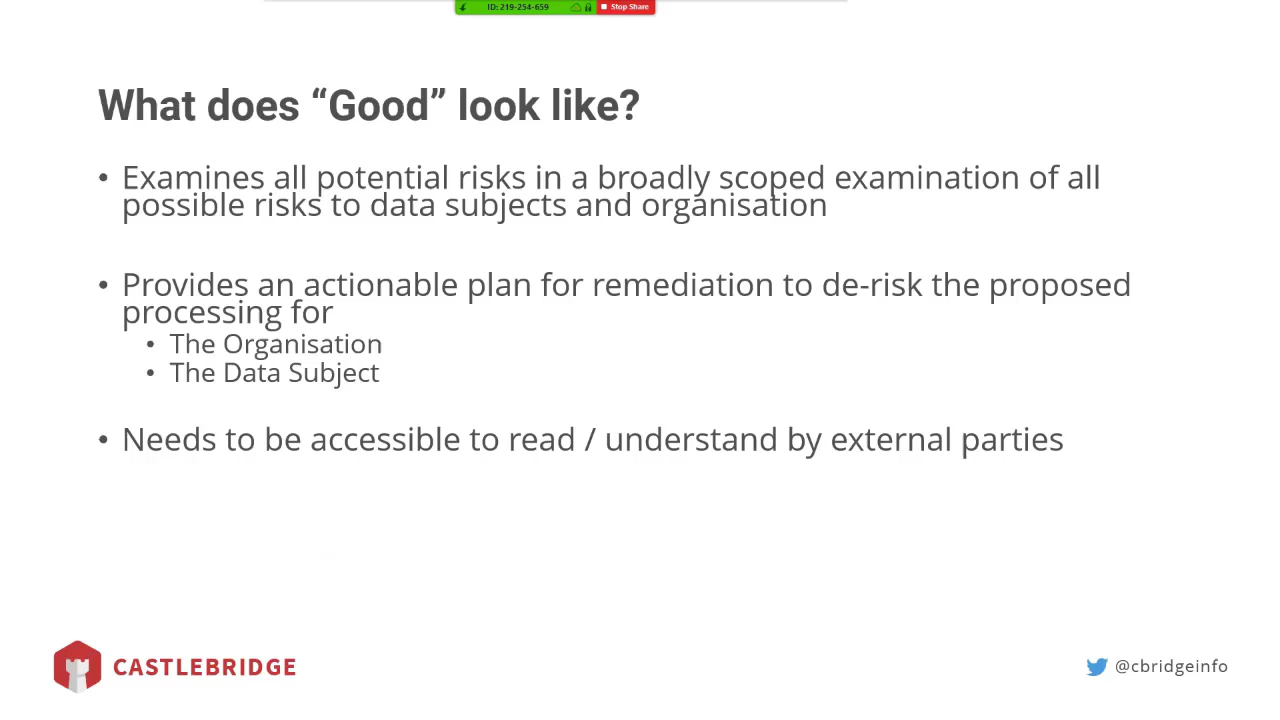 ID: 219-254-659 Stop Share
What does “Good” look like?
• Examines all potential risks in a broadly scoped examination of all
possible risks to data subjects and organisation
• Provides an actionable plan for remediation to de-risk the proposed
processing for
• The Organisation
• The Data Subject
• Needs to be accessible to read / understand by external parties
CASTLEBRIDGE
@cbridgeinfo